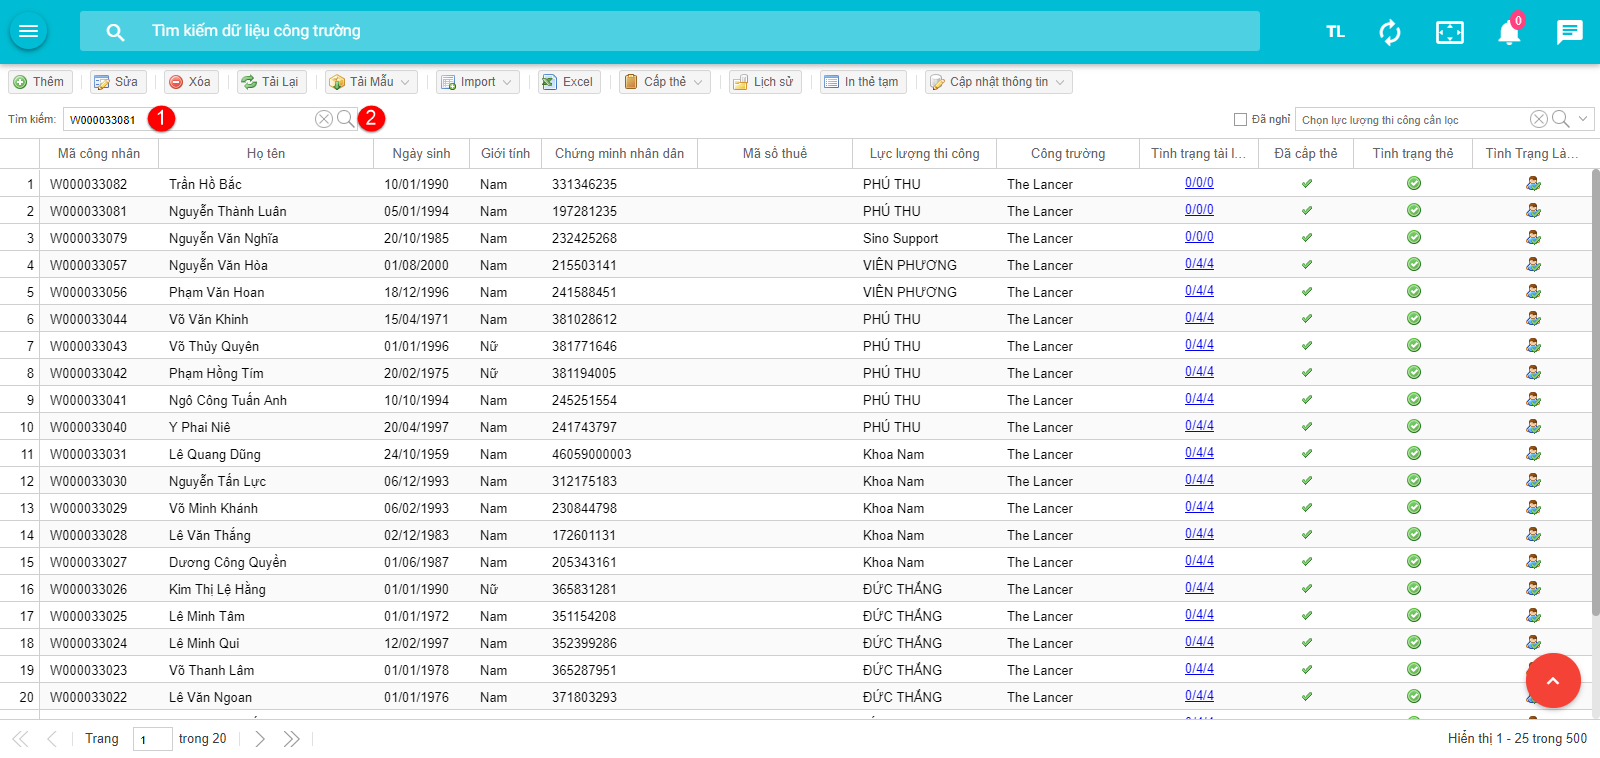 Tìm kiếm dữ liệu công trường TL 0
Thêm Sửa Xóa Tải Lại Tải Mẫu Import Excel Cấp thẻ Lịch sử In thẻ tạm Cập nhật thông tin
Tìm kiếm: W000033081 1 2 Đã nghỉ Chọn lực lượng thi công cần lọc
Mã công nhân Họ tên Ngày sinh Giới tính Chứng minh nhân dân Mã số thuế Lực lượng thi công Công trường Tình trạng tài l... Đã cấp thẻ Tình trạng thẻ Tình Trạng Là...
1 W000033082 Trần Hồ Bắc 10/01/1990 Nam 331346235 PHÚ THU The Lancer 0/0/0
2 W000033081 Nguyễn Thành Luân 05/01/1994 Nam 197281235 PHÚ THU The Lancer 0/0/0
3 W000033079 Nguyễn Văn Nghĩa 20/10/1985 Nam 232425268 Sino Support The Lancer 0/0/0
4 W000033057 Nguyễn Văn Hòa 01/08/2000 Nam 215503141 VIÊN PHƯƠNG The Lancer 0/4/4
5 W000033056 Phạm Văn Hoan 18/12/1996 Nam 241588451 VIÊN PHƯƠNG The Lancer 0/4/4
6 W000033044 Võ Văn Khinh 15/04/1971 Nam 381028612 PHÚ THU The Lancer 0/4/4
7 W000033043 Võ Thủy Quyên 01/01/1996 Nữ 381771646 PHÚ THU The Lancer 0/4/4
8 W000033042 Phạm Hồng Tím 20/02/1975 Nữ 381194005 PHÚ THU The Lancer 0/4/4
9 W000033041 Ngô Công Tuấn Anh 10/10/1994 Nam 245251554 PHÚ THU The Lancer 0/4/4
10 W000033040 Y Phai Niê 20/04/1997 Nam 241743797 PHÚ THU The Lancer 0/4/4
11 W000033031 Lê Quang Dũng 24/10/1959 Nam 46059000003 Khoa Nam The Lancer 0/4/4
12 W000033030 Nguyễn Tấn Lực 06/12/1993 Nam 312175183 Khoa Nam The Lancer 0/4/4
13 W000033029 Võ Minh Khánh 06/02/1993 Nam 230844798 Khoa Nam The Lancer 0/4/4
14 W000033028 Lê Văn Thắng 02/12/1983 Nam 172601131 Khoa Nam The Lancer 0/4/4
15 W000033027 Dương Công Quyền 01/06/1987 Nam 205343161 Khoa Nam The Lancer 0/4/4
16 W000033026 Kim Thị Lệ Hằng 01/01/1990 Nữ 365831281 ĐỨC THẮNG The Lancer 0/4/4
17 W000033025 Lê Minh Tâm 01/01/1972 Nam 351154208 ĐỨC THẮNG The Lancer 0/4/4
18 W000033024 Lê Minh Qui 12/02/1997 Nam 352399286 ĐỨC THẮNG The Lancer 0/4/4
19 W000033023 Võ Thanh Lâm 01/01/1978 Nam 365287951 ĐỨC THẮNG The Lancer 0/4/4
20 W000033022 Lê Văn Ngoan 01/01/1976 Nam 371803293 ĐỨC THẮNG The Lancer 0/4/4
Trang 1 trong 20 Hiển thị 1 - 25 trong 500